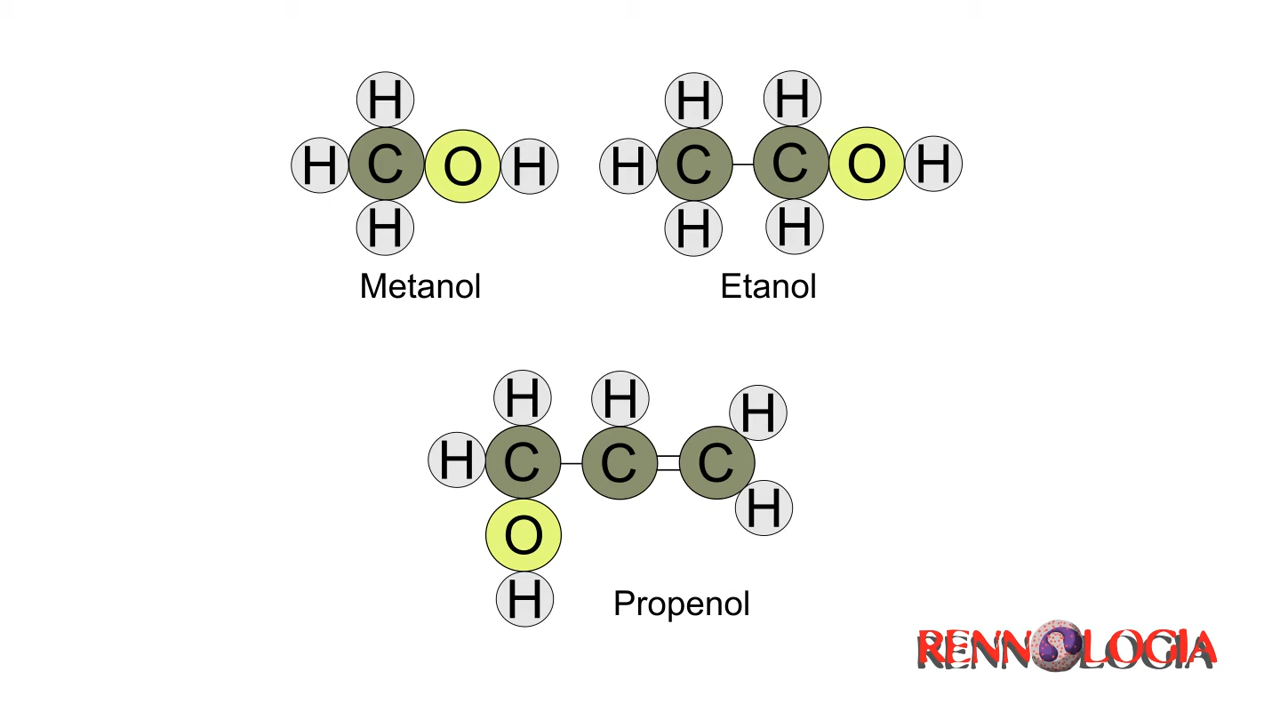 H H H
H C O H H C C O H
H H H
Metanol Etanol
H H H
H C C C
H
O
H
Propenol
RENNOLOGIA